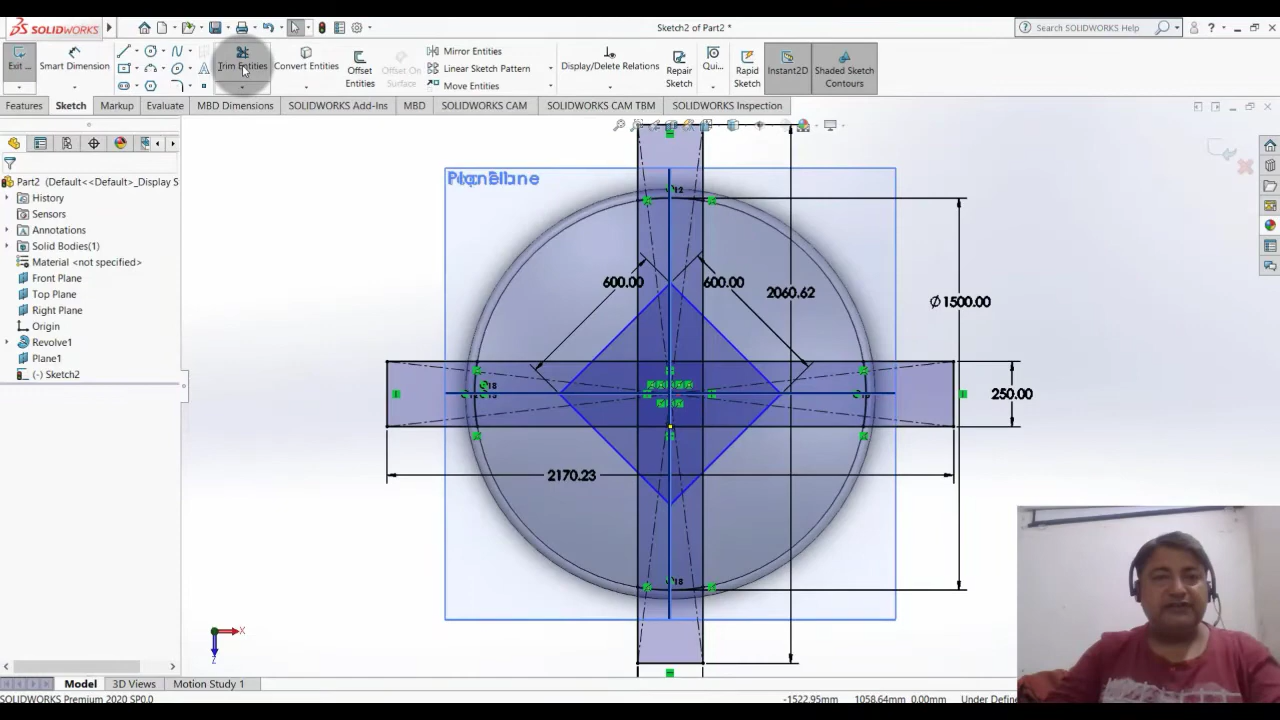 SOLIDWORKS
Sketch2 of Part2 *
Search SOLIDWORKS Help
Exit ...
Smart Dimension
Trim Entities
Convert Entities
Offset Entities
Offset On Surface
Mirror Entities
Linear Sketch Pattern
Move Entities
Display/Delete Relations
Repair Sketch
Qui...
Rapid Sketch
Instant2D
Shaded Sketch Contours
Features
Sketch
Markup
Evaluate
MBD Dimensions
SOLIDWORKS Add-Ins
MBD
SOLIDWORKS CAM
SOLIDWORKS CAM TBM
SOLIDWORKS Inspection
Part2 (Default<<Default>_Display S
History
Sensors
Annotations
Solid Bodies(1)
Material <not specified>
Front Plane
Top Plane
Right Plane
Origin
Revolve1
Plane1
(-) Sketch2
12
600.00
600.00
2060.62
Ø1500.00
250.00
2170.23
18
X
Z
Model
3D Views
Motion Study 1
SOLIDWORKS Premium 2020 SP0.0
-1522.95mm
1058.64mm
0.00mm
Under Define